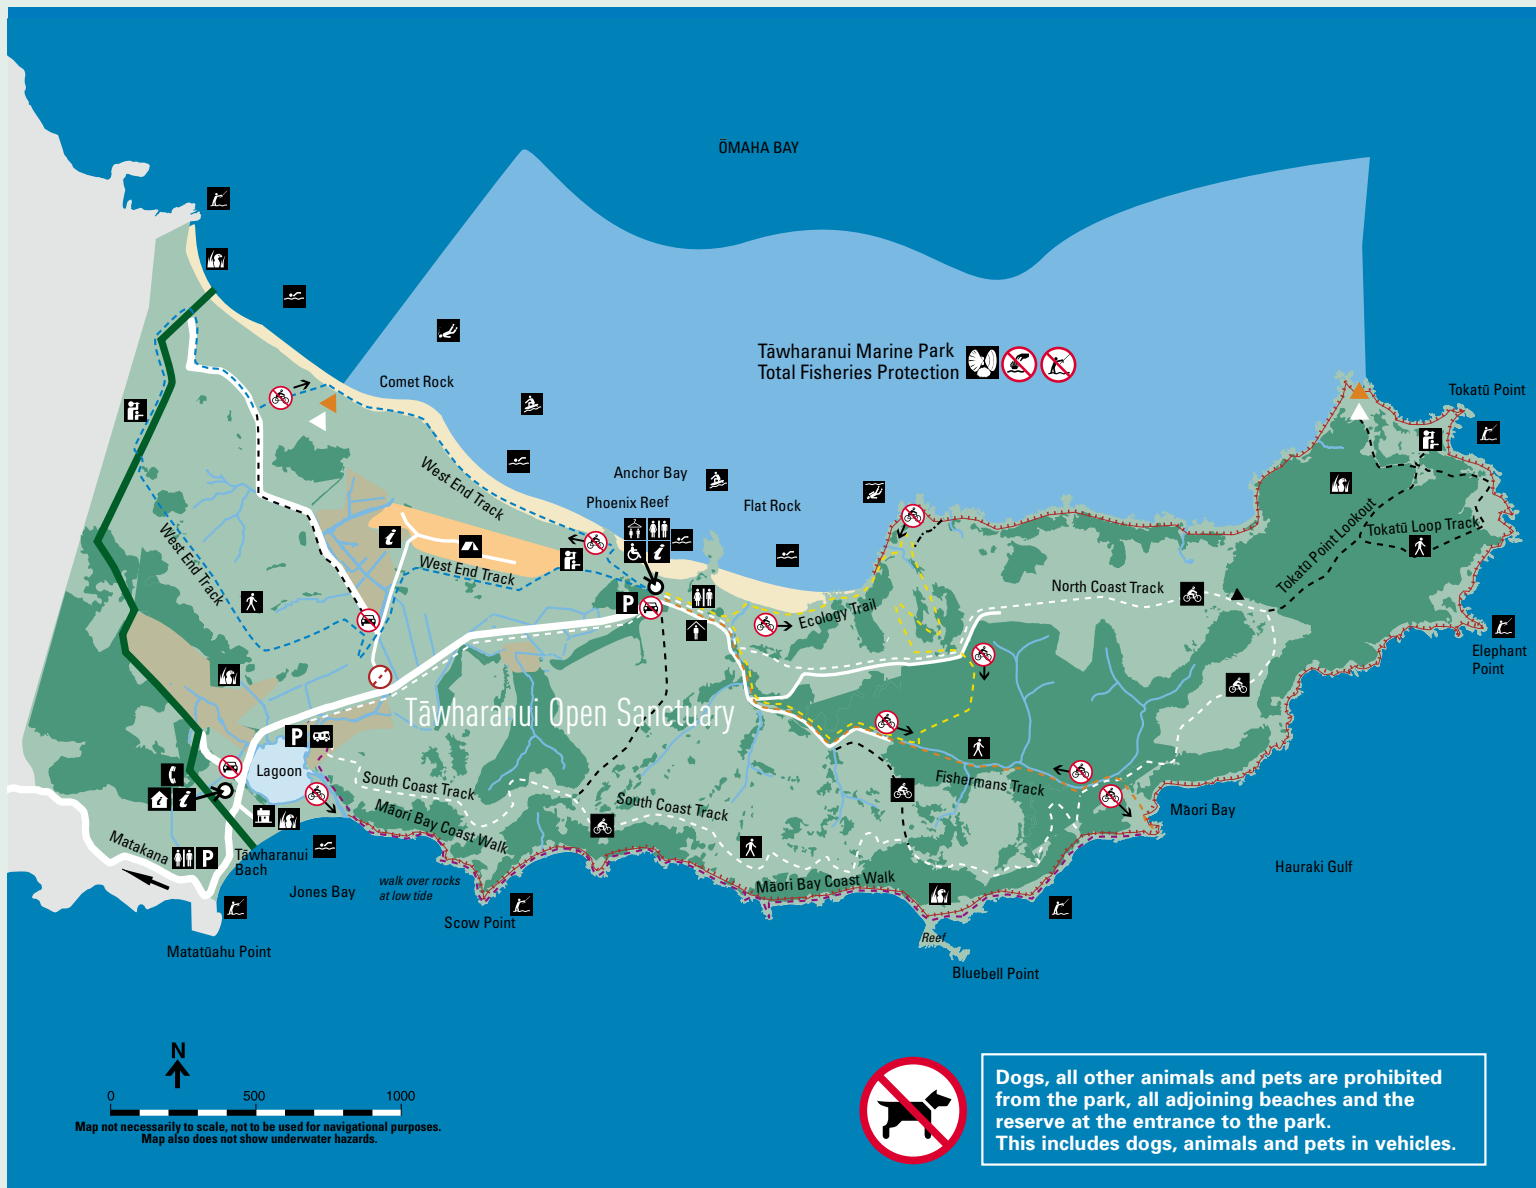 ŌMAHA BAY
Tāwharanui Marine Park
Total Fisheries Protection
Comet Rock
Tokatū Point
West End Track
Anchor Bay
Phoenix Reef
Flat Rock
Tokatū Point Lookout
Tokatū Loop Track
West End Track
West End Track
North Coast Track
Ecology Trail
Elephant
Point
Tāwharanui Open Sanctuary
P
P
Lagoon
South Coast Track
South Coast Track
Fishermans Track
Māori Bay
Māori Bay Coast Walk
Matakana
P
Tāwharanui
Bach
Jones Bay
walk over rocks
at low tide
Māori Bay Coast Walk
Hauraki Gulf
Scow Point
Reef
Matatūahu Point
Bluebell Point
N
0 500 1000
Map not necessarily to scale, not to be used for navigational purposes.
Map also does not show underwater hazards.
Dogs, all other animals and pets are prohibited
from the park, all adjoining beaches and the
reserve at the entrance to the park.
This includes dogs, animals and pets in vehicles.